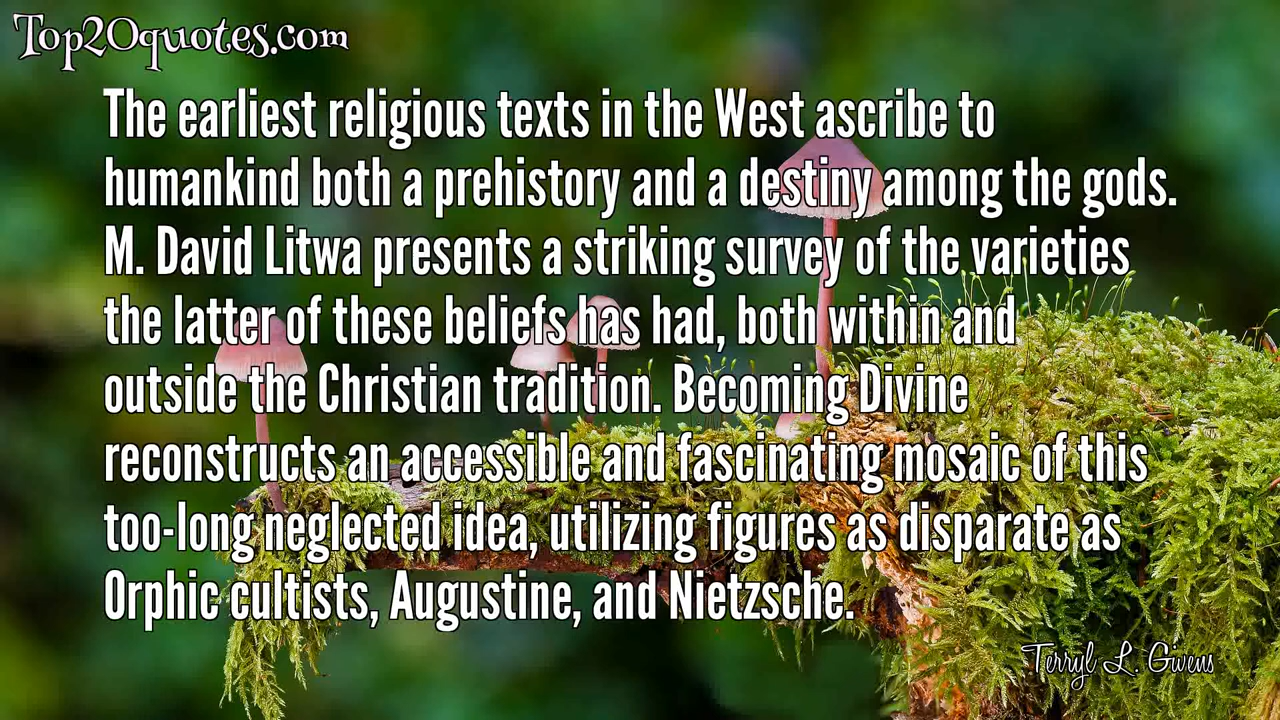 Top20quotes.com
The earliest religious texts in the West ascribe to
humankind both a prehistory and a destiny among the gods.
M. David Litwa presents a striking survey of the varieties
the latter of these beliefs has had, both within and
outside the Christian tradition. Becoming Divine
reconstructs an accessible and fascinating mosaic of this
too-long neglected idea, utilizing figures as disparate as
Orphic cultists, Augustine, and Nietzsche.
Terryl L. Givens